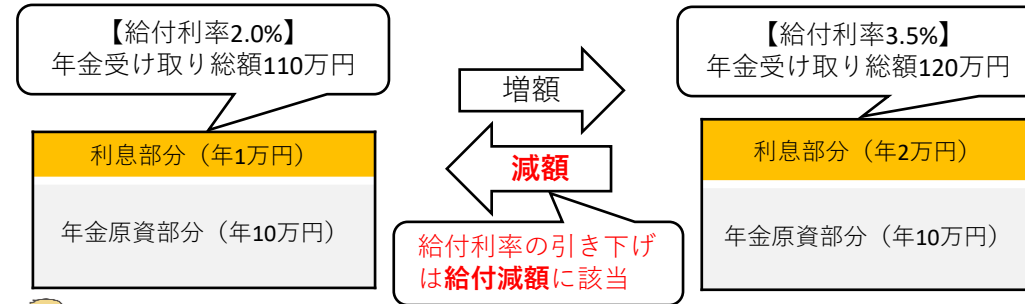 【給付利率2.0%】
年金受け取り総額110万円
利息部分（年1万円）
年金原資部分（年10万円）
増額
減額
給付利率の引き下げ
は給付減額に該当
【給付利率3.5%】
年金受け取り総額120万円
利息部分（年2万円）
年金原資部分（年10万円）